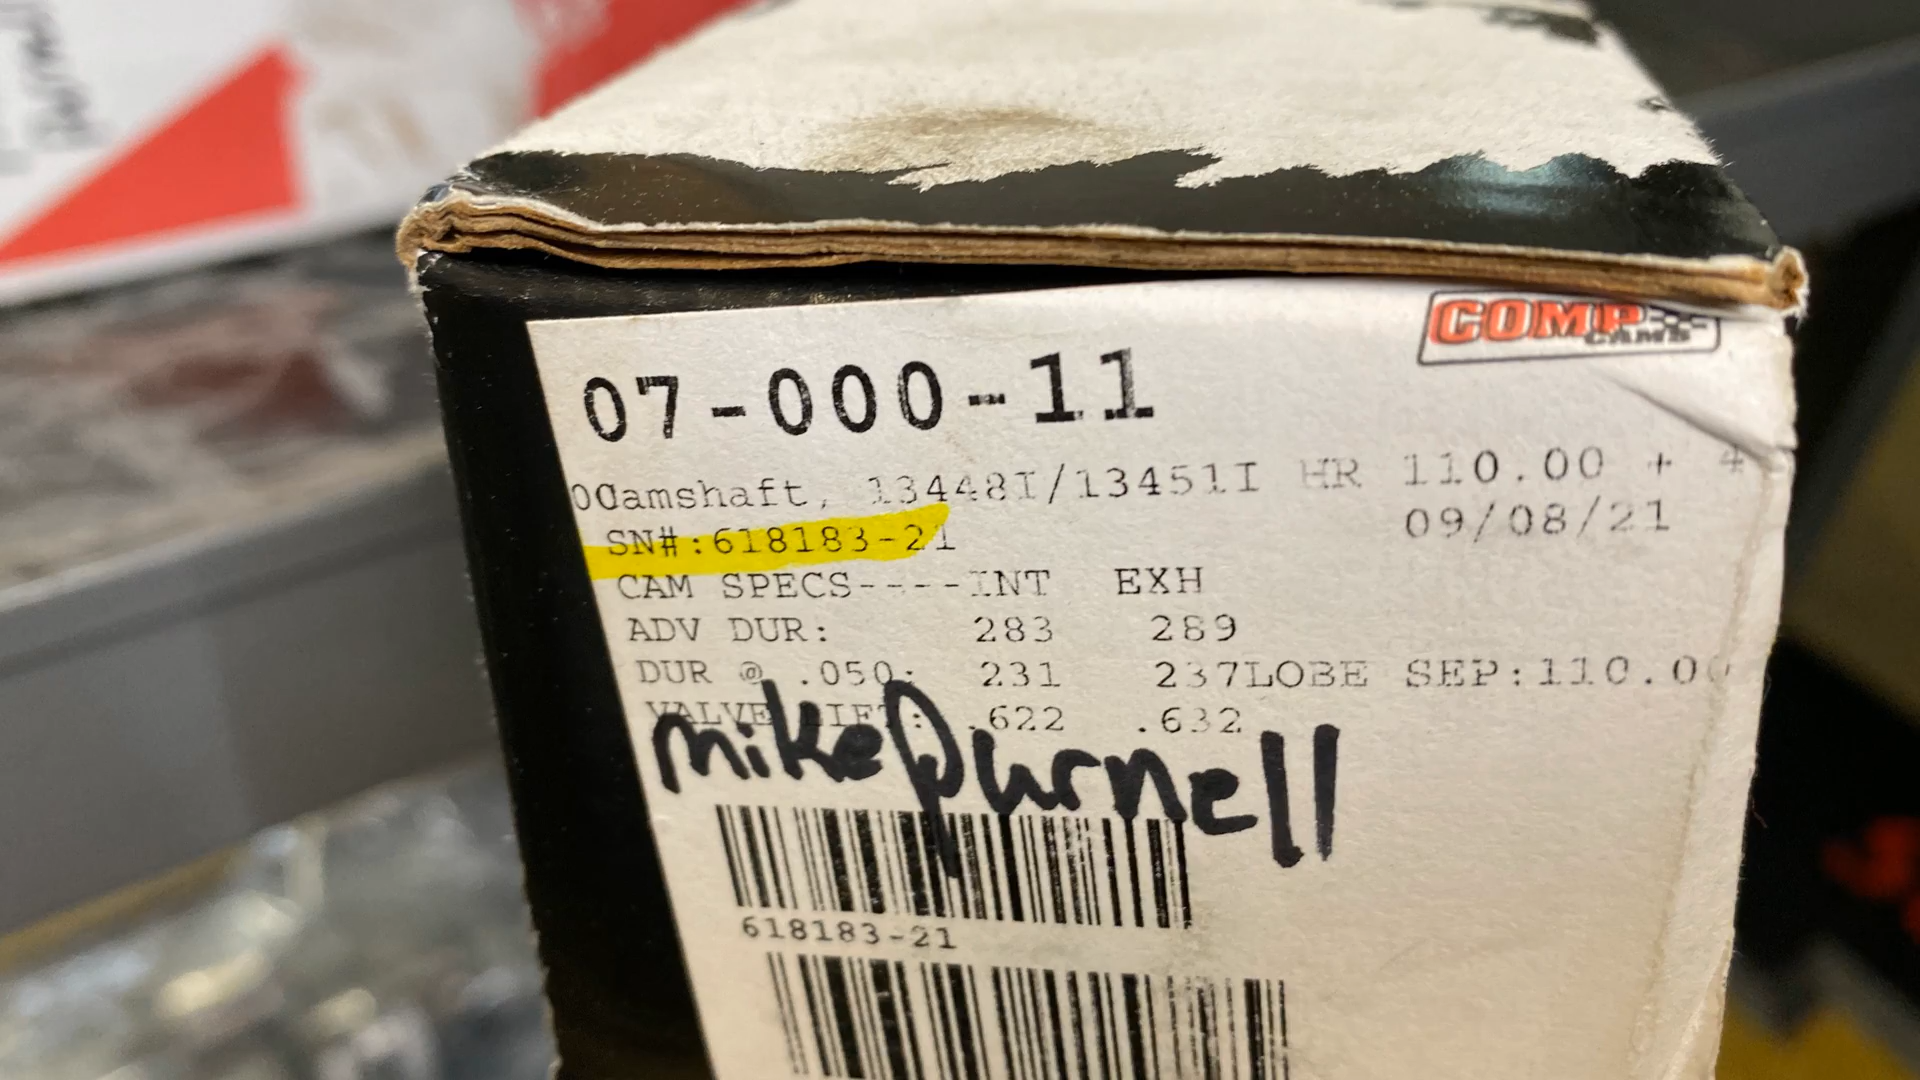 COMP
CAMS
07-000-11
0Camshaft, 13448I/13451I HR 110.00 + 4
SN#:618183-21 09/08/21
CAM SPECS----INT EXH
ADV DUR: 283 289
DUR @ .050: 231 237LOBE SEP:110.00
VALVE LIFT: .622 .632
mike purnell
618183-21